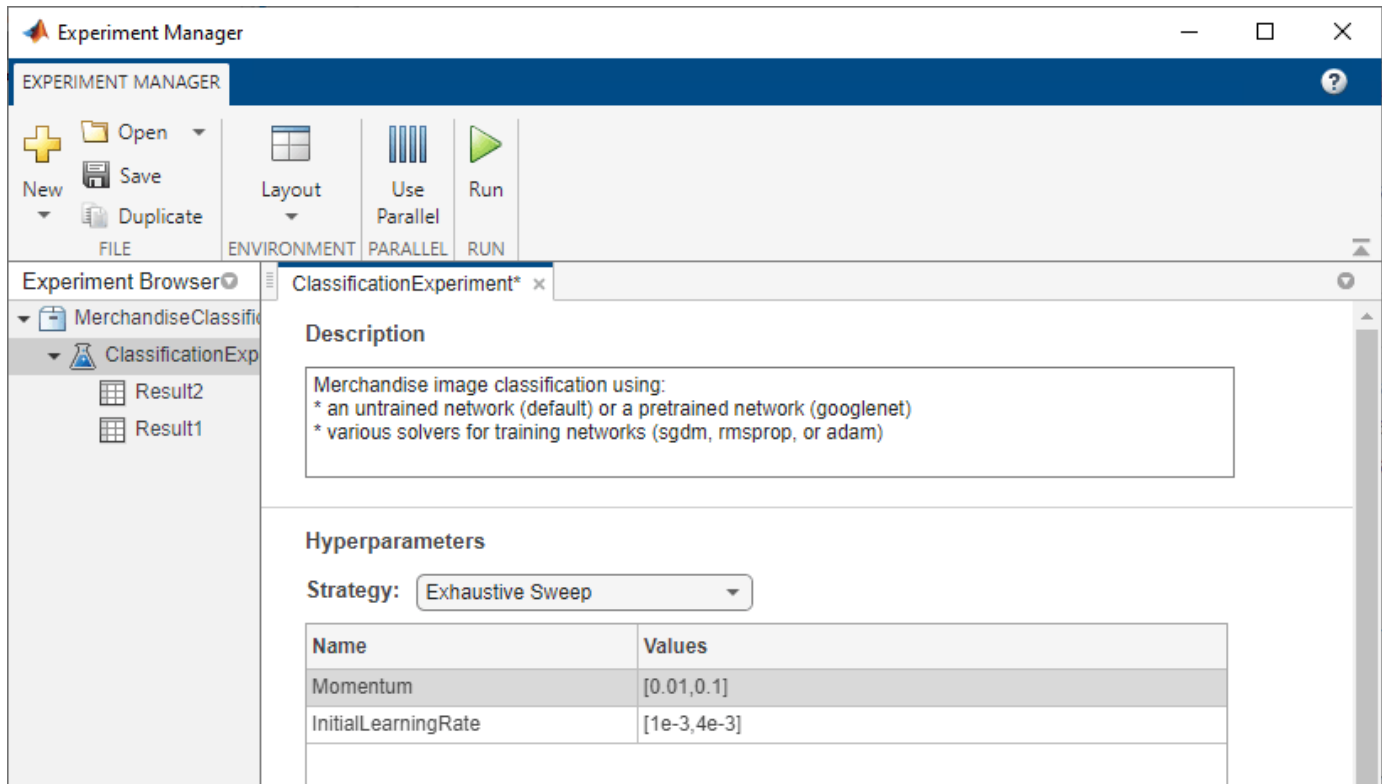 Experiment Manager
EXPERIMENT MANAGER
?
New
Open
Save
Duplicate
Layout
Use
Parallel
Run
FILE
ENVIRONMENT
PARALLEL
RUN
Experiment Browser
MerchandiseClassific
ClassificationExp
Result2
Result1
ClassificationExperiment* ×
Description
Merchandise image classification using:
* an untrained network (default) or a pretrained network (googlenet)
* various solvers for training networks (sgdm, rmsprop, or adam)
Hyperparameters
Strategy: Exhaustive Sweep
Name Values
Momentum [0.01,0.1]
InitialLearningRate [1e-3,4e-3]